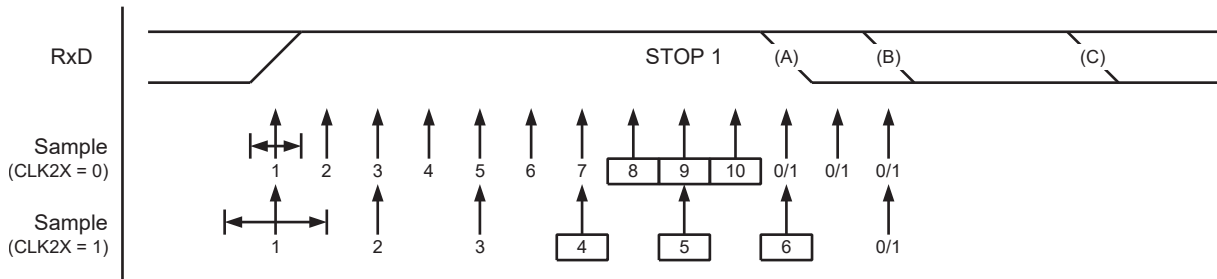 RxD STOP 1 (A) (B) (C)
Sample
(CLK2X = 0)
1 2 3 4 5 6 7 8 9 10 0/1 0/1 0/1
Sample
(CLK2X = 1)
1 2 3 4 5 6 0/1